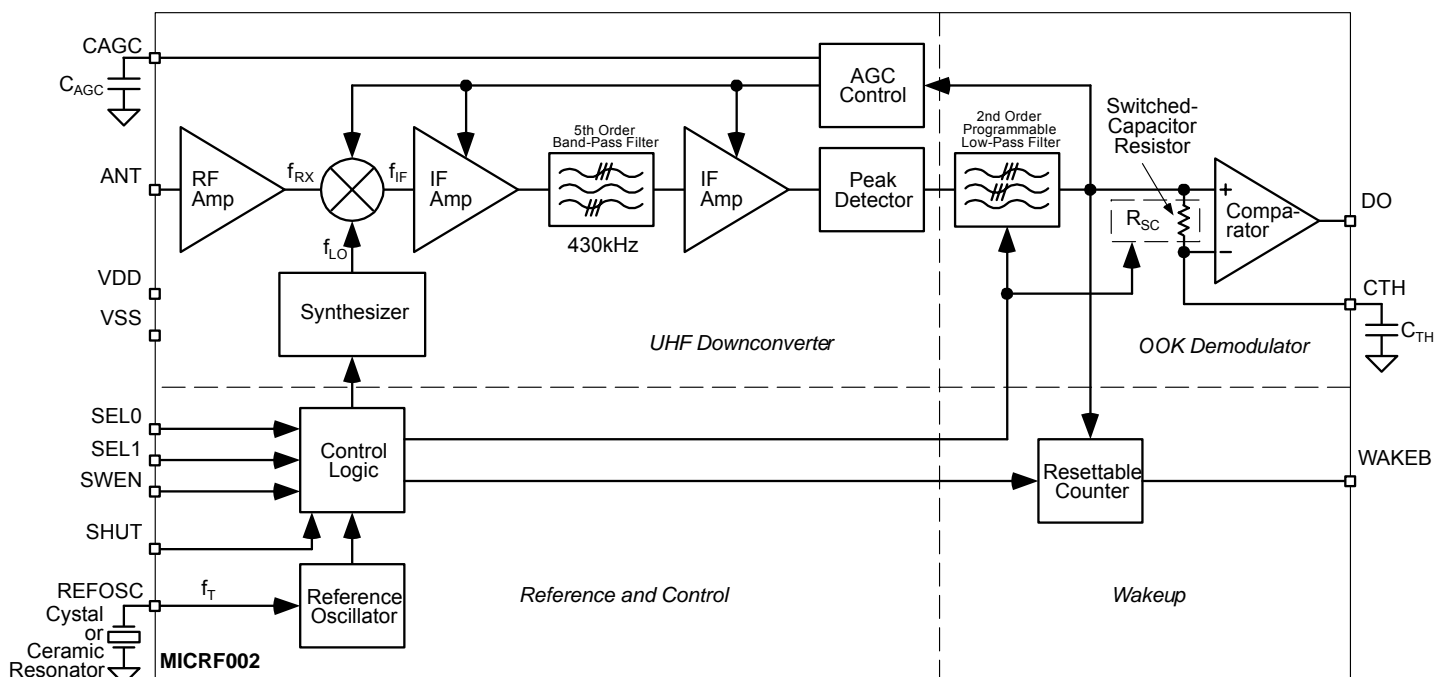 CAGC
C_AGC
AGC
Control
ANT
RF
Amp
f_RX
f_IF
IF
Amp
5th Order
Band-Pass Filter
430kHz
IF
Amp
Peak
Detector
2nd Order
Programmable
Low-Pass Filter
Switched-
Capacitor
Resistor
R_SC
+
–
Compa-
rator
DO
CTH
C_TH
f_LO
Synthesizer
VDD
VSS
UHF Downconverter
OOK Demodulator
SEL0
SEL1
SWEN
SHUT
Control
Logic
Resettable
Counter
WAKEB
REFOSC
f_T
Reference
Oscillator
Cystal
or
Ceramic
Resonator
MICRF002
Reference and Control
Wakeup